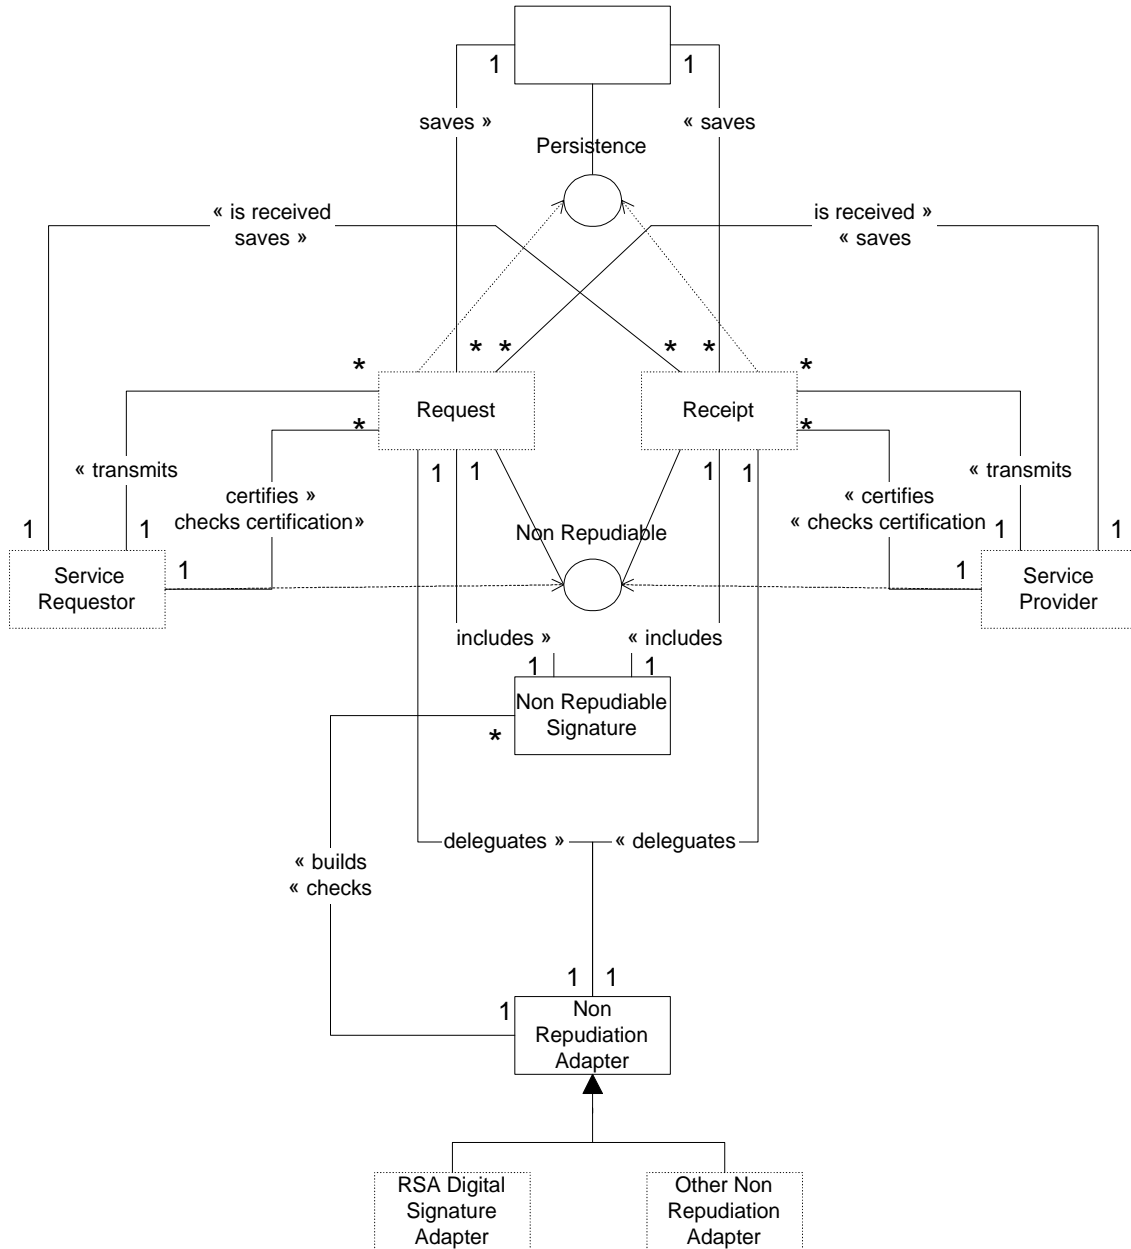 1
1
saves »
« saves
Persistence
« is received
saves »
is received »
« saves
*
*
*
*
*
*
Request
Receipt
*
*
« transmits
1
1
1
1
« transmits
certifies »
checks certification»
« certifies
« checks certification
1
1
Non Repudiable
1
1
Service
Requestor
1
1
Service
Provider
includes »
« includes
1
1
Non Repudiable
Signature
*
deleguates »
« deleguates
« builds
« checks
1
1
1
Non
Repudiation
Adapter
RSA Digital
Signature
Adapter
Other Non
Repudiation
Adapter